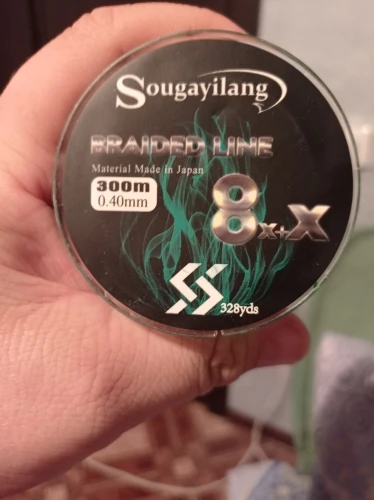 Sougayilang
BRAIDED LINE
Material Made in Japan
300m
0.40mm
8x+X
328yds